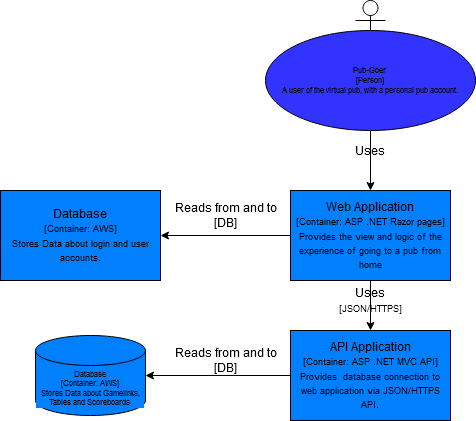 Pub-Goer
[Person]
A user of the virtual pub, with a personal pub account.
Uses
Web Application
[Container: ASP .NET Razor pages]
Provides the view and logic of the
experience of going to a pub from
home
Reads from and to
[DB]
Database
[Container: AWS]
Stores Data about login and user
accounts.
Uses
[JSON/HTTPS]
API Application
[Container: ASP .NET MVC API]
Provides database connection to
web application via JSON/HTTPS
API.
Reads from and to
[DB]
Database
[Container: AWS]
Stores Data about Gamelinks,
Tables and Scoreboards